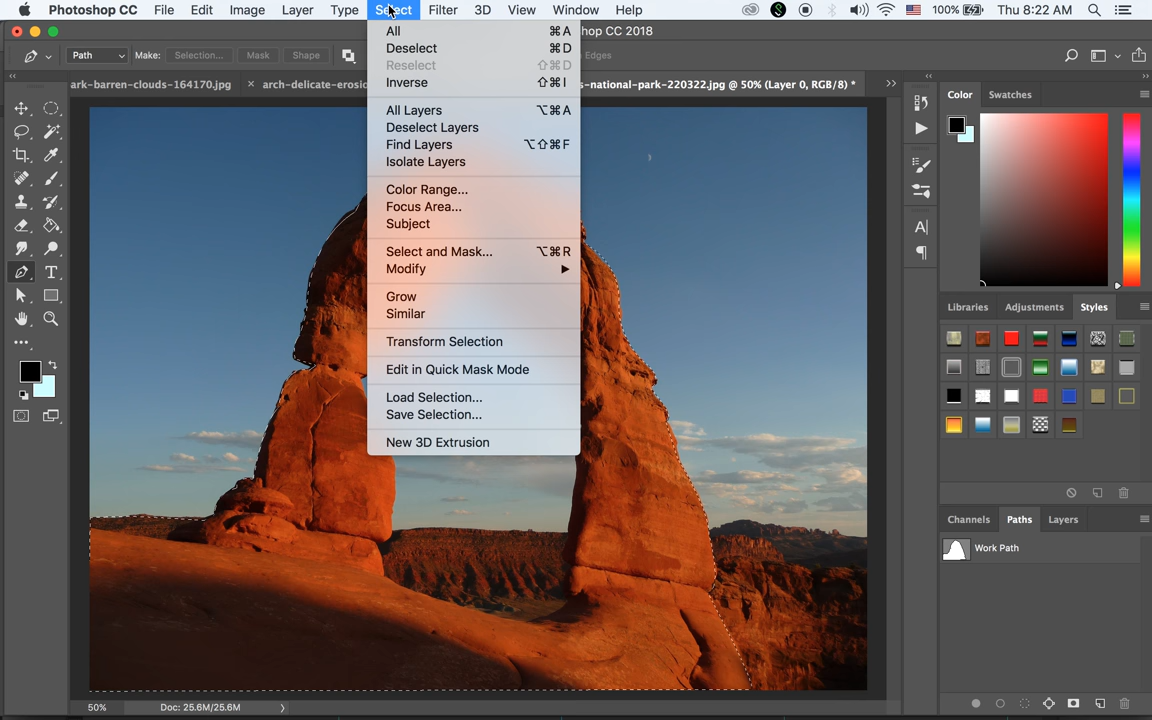 Photoshop CC File Edit Image Layer Type Select Filter 3D View Window Help 100% Thu 8:22 AM
hop CC 2018
Path Make: Selection... Mask Shape Edges
ark-barren-clouds-164170.jpg × arch-delicate-erosio s-national-park-220322.jpg @ 50% (Layer 0, RGB/8) *
All ⌘A
Deselect ⌘D
Reselect ⇧⌘D
Inverse ⇧⌘I
All Layers ⌥⌘A
Deselect Layers
Find Layers ⌥⇧⌘F
Isolate Layers
Color Range...
Focus Area...
Subject
Select and Mask... ⌥⌘R
Modify ▶
Grow
Similar
Transform Selection
Edit in Quick Mask Mode
Load Selection...
Save Selection...
New 3D Extrusion
Color Swatches
Libraries Adjustments Styles
Channels Paths Layers
Work Path
50% Doc: 25.6M/25.6M